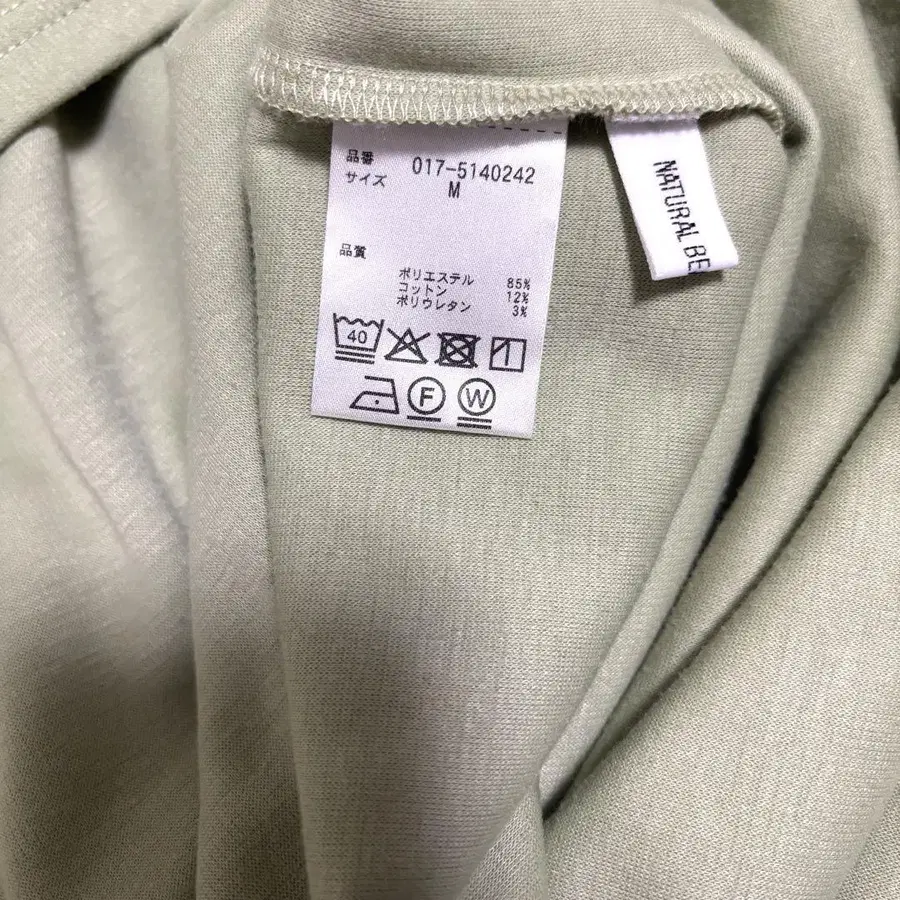 品番 017-5140242
サイズ M
品質
ポリエステル 85%
コットン 12%
ポリウレタン 3%
40
F W
NATURAL BE